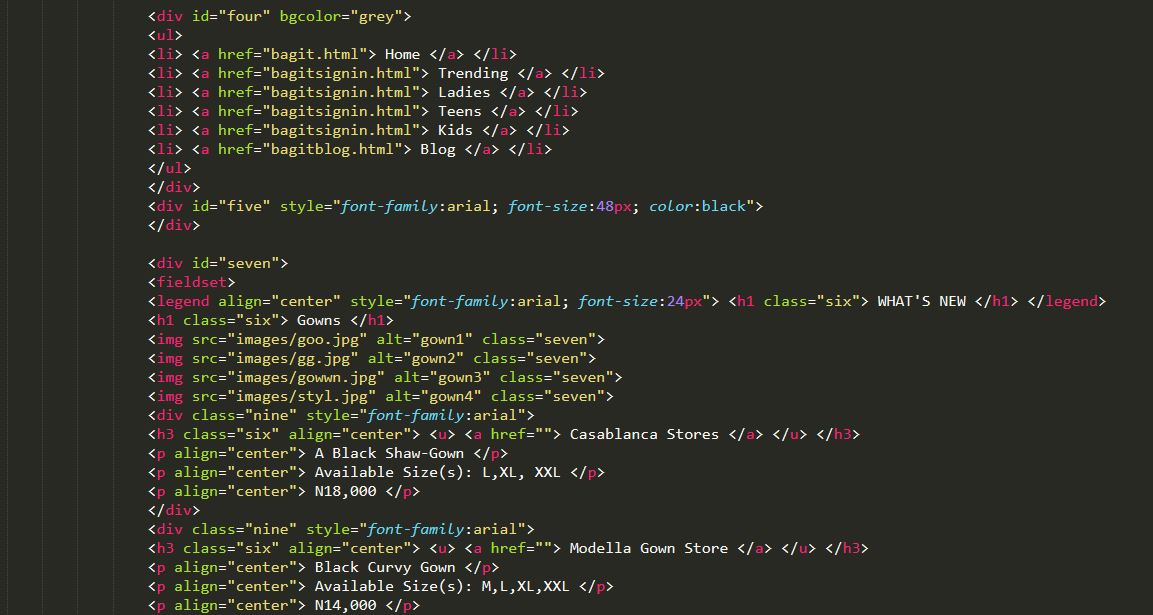 <div id="four" bgcolor="grey">
<ul>
<li> <a href="bagit.html"> Home </a> </li>
<li> <a href="bagitsignin.html"> Trending </a> </li>
<li> <a href="bagitsignin.html"> Ladies </a> </li>
<li> <a href="bagitsignin.html"> Teens </a> </li>
<li> <a href="bagitsignin.html"> Kids </a> </li>
<li> <a href="bagitblog.html"> Blog </a> </li>
</ul>
</div>
<div id="five" style="font-family:arial; font-size:48px; color:black">
</div>
<div id="seven">
<fieldset>
<legend align="center" style="font-family:arial; font-size:24px"> <h1 class="six"> WHAT'S NEW </h1> </legend>
<h1 class="six"> Gowns </h1>
<img src="images/goo.jpg" alt="gown1" class="seven">
<img src="images/gg.jpg" alt="gown2" class="seven">
<img src="images/gowwn.jpg" alt="gown3" class="seven">
<img src="images/styl.jpg" alt="gown4" class="seven">
<div class="nine" style="font-family:arial">
<h3 class="six" align="center"> <u> <a href=""> Casablanca Stores </a> </u> </h3>
<p align="center"> A Black Shaw-Gown </p>
<p align="center"> Available Size(s): L,XL, XXL </p>
<p align="center"> N18,000 </p>
</div>
<div class="nine" style="font-family:arial">
<h3 class="six" align="center"> <u> <a href=""> Modella Gown Store </a> </u> </h3>
<p align="center"> Black Curvy Gown </p>
<p align="center"> Available Size(s): M,L,XL,XXL </p>
<p align="center"> N14,000 </p>